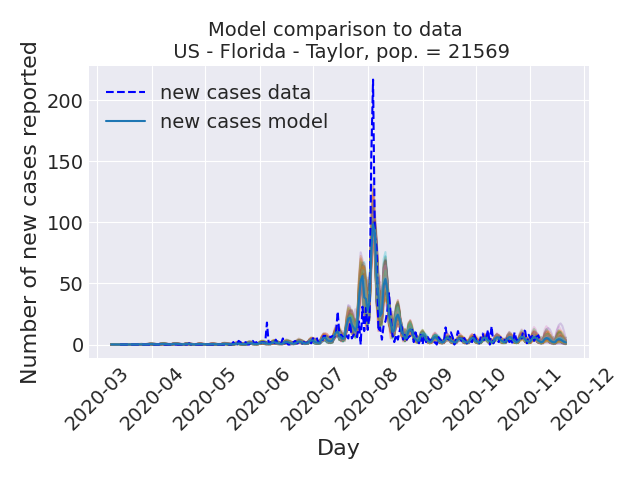 Model comparison to data
US - Florida - Taylor, pop. = 21569
Number of new cases reported
200
150
100
50
0
new cases data
new cases model
2020-03
2020-04
2020-05
2020-06
2020-07
2020-08
2020-09
2020-10
2020-11
2020-12
Day